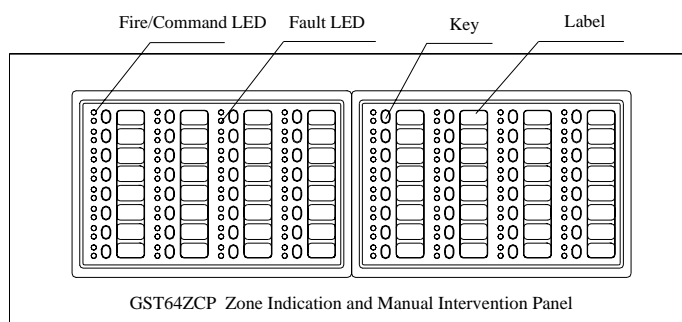 Fire/Command LED Fault LED Key Label
GST64ZCP Zone Indication and Manual Intervention Panel